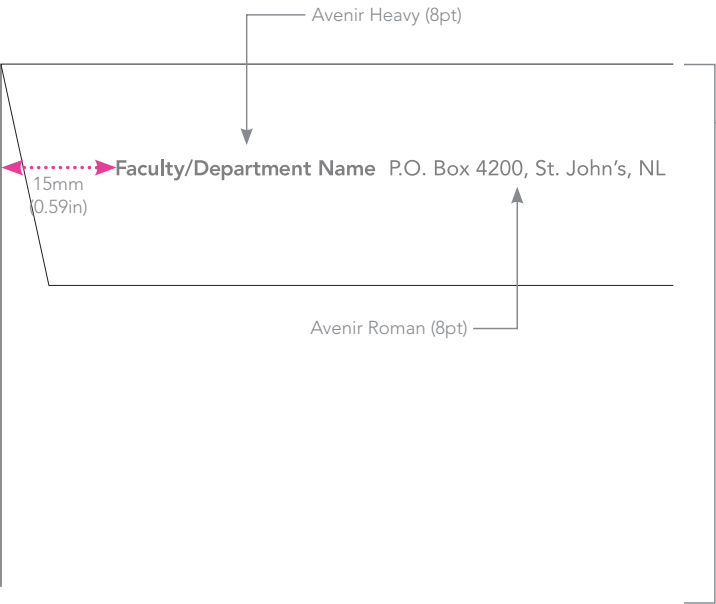 Avenir Heavy (8pt)
Faculty/Department Name P.O. Box 4200, St. John's, NL
15mm
(0.59in)
Avenir Roman (8pt)